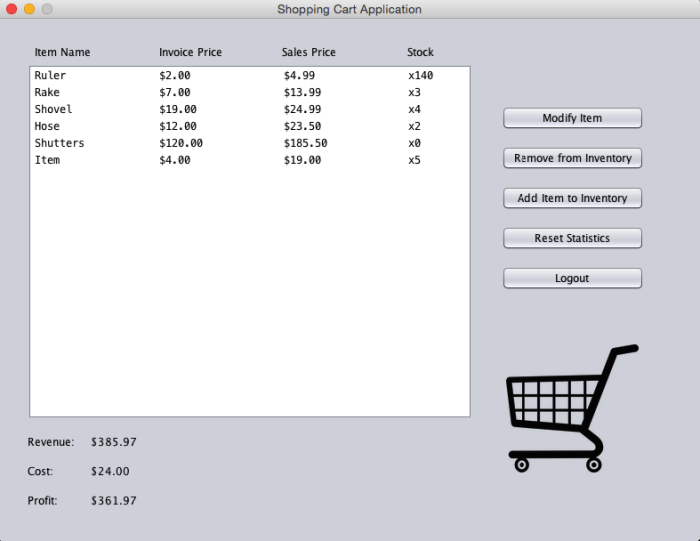 Shopping Cart Application
Item Name Invoice Price Sales Price Stock
Ruler $2.00 $4.99 x140
Rake $7.00 $13.99 x3
Shovel $19.00 $24.99 x4
Hose $12.00 $23.50 x2
Shutters $120.00 $185.50 x0
Item $4.00 $19.00 x5
Modify Item
Remove from Inventory
Add Item to Inventory
Reset Statistics
Logout
Revenue: $385.97
Cost: $24.00
Profit: $361.97